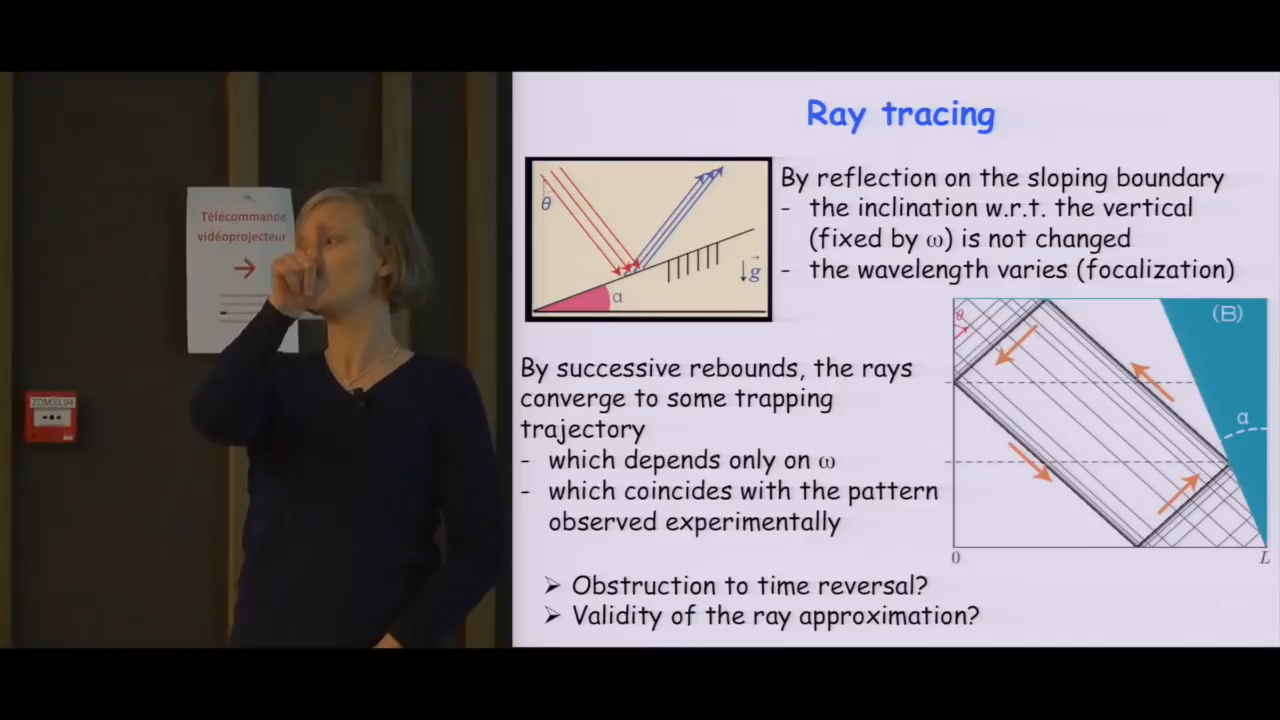 Télécommande
vidéoprojecteur
Ray tracing
θ
α
g
By reflection on the sloping boundary
- the inclination w.r.t. the vertical
(fixed by ω) is not changed
- the wavelength varies (focalization)
By successive rebounds, the rays
converge to some trapping
trajectory
- which depends only on ω
- which coincides with the pattern
observed experimentally
θ
(B)
α
0
L
➢ Obstruction to time reversal?
➢ Validity of the ray approximation?